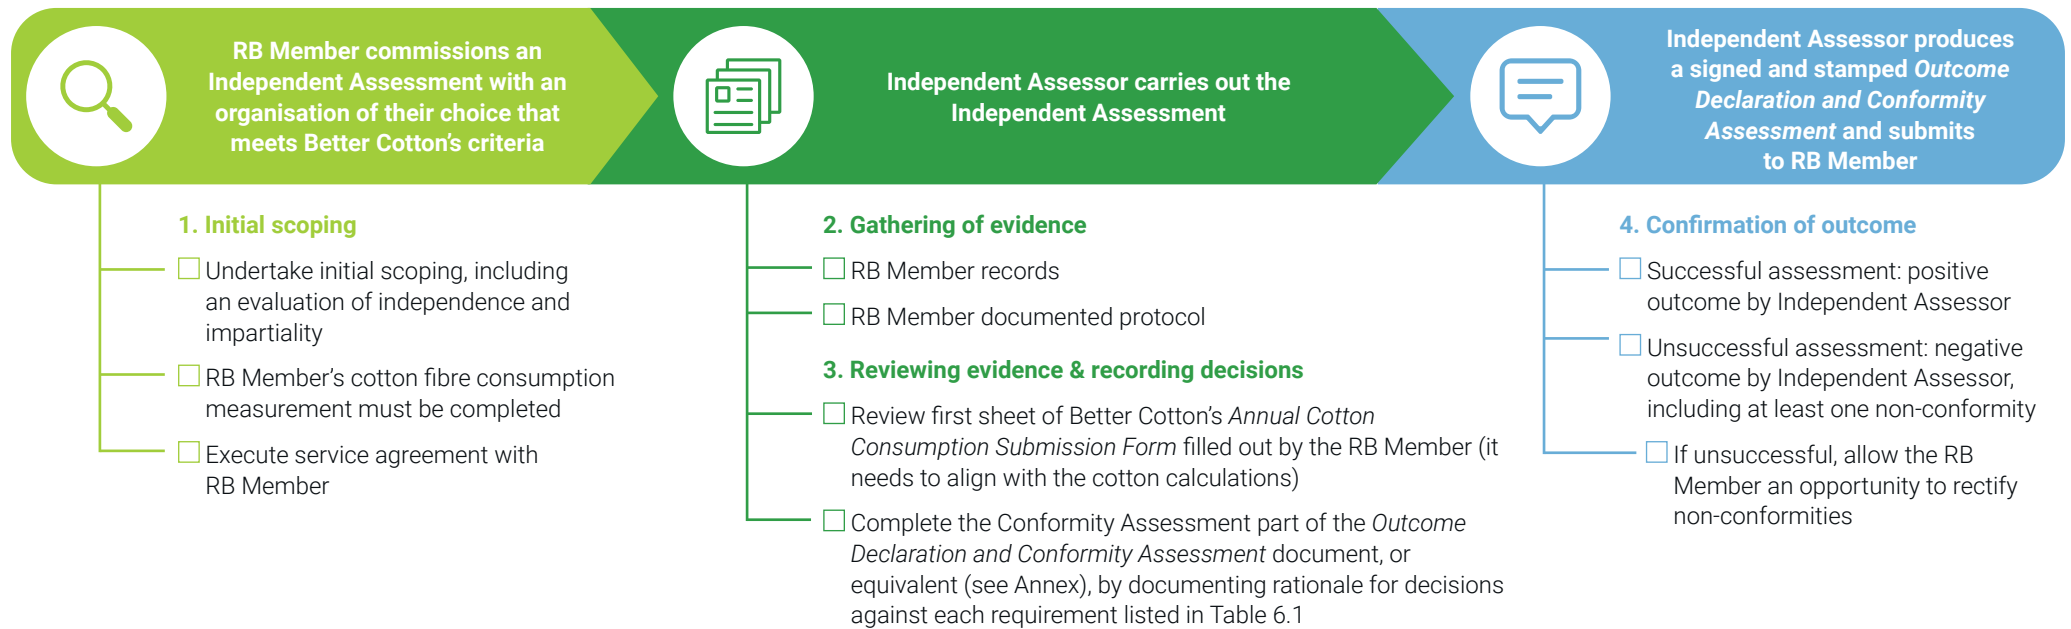 RB Member commissions an
Independent Assessment with an
organisation of their choice that
meets Better Cotton's criteria
Independent Assessor carries out the
Independent Assessment
Independent Assessor produces
a signed and stamped Outcome
Declaration and Conformity
Assessment and submits
to RB Member
1. Initial scoping
Undertake initial scoping, including
an evaluation of independence and
impartiality
RB Member's cotton fibre consumption
measurement must be completed
Execute service agreement with
RB Member
2. Gathering of evidence
RB Member records
RB Member documented protocol
3. Reviewing evidence & recording decisions
Review first sheet of Better Cotton's Annual Cotton
Consumption Submission Form filled out by the RB Member (it
needs to align with the cotton calculations)
Complete the Conformity Assessment part of the Outcome
Declaration and Conformity Assessment document, or
equivalent (see Annex), by documenting rationale for decisions
against each requirement listed in Table 6.1
4. Confirmation of outcome
Successful assessment: positive
outcome by Independent Assessor
Unsuccessful assessment: negative
outcome by Independent Assessor,
including at least one non-conformity
If unsuccessful, allow the RB
Member an opportunity to rectify
non-conformities